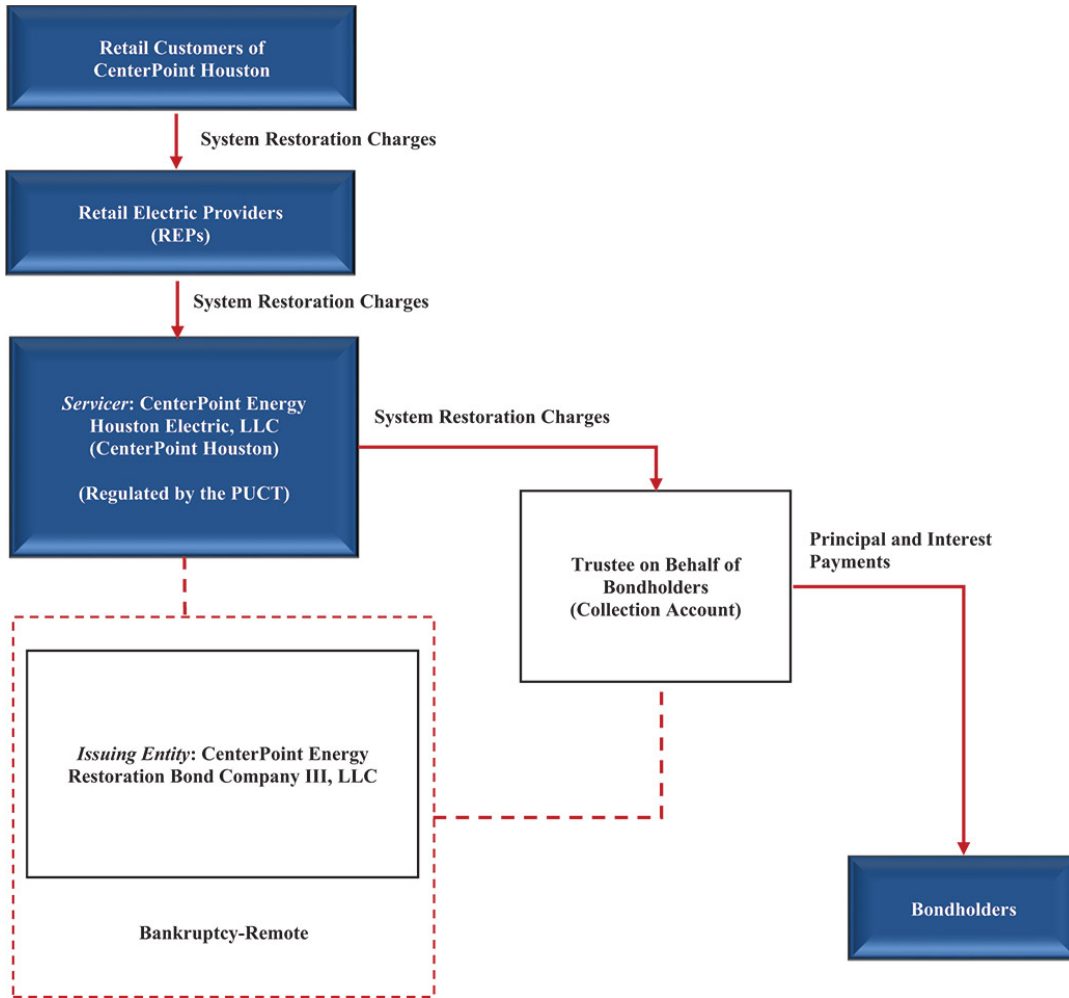 Retail Customers of
CenterPoint Houston
System Restoration Charges
Retail Electric Providers
(REPs)
System Restoration Charges
Servicer: CenterPoint Energy
Houston Electric, LLC
(CenterPoint Houston)
(Regulated by the PUCT)
System Restoration Charges
Trustee on Behalf of
Bondholders
(Collection Account)
Principal and Interest
Payments
Issuing Entity: CenterPoint Energy
Restoration Bond Company III, LLC
Bankruptcy-Remote
Bondholders